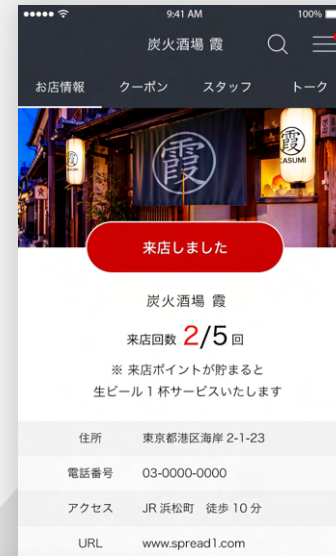 9:41 AM
100%
炭火酒場 霞
お店情報
クーポン
スタッフ
トーク
霞
霞
KASUMI
来店しました
炭火酒場 霞
来店回数 2/5 回
※ 来店ポイントが貯まると
生ビール 1 杯サービスいたします
住所 東京都港区海岸 2-1-23
電話番号 03-0000-0000
アクセス JR 浜松町 徒歩 10 分
URL www.spread1.com